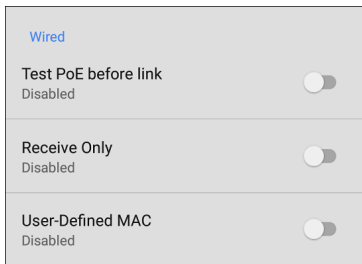 Wired
Test PoE before link
Disabled
Receive Only
Disabled
User-Defined MAC
Disabled